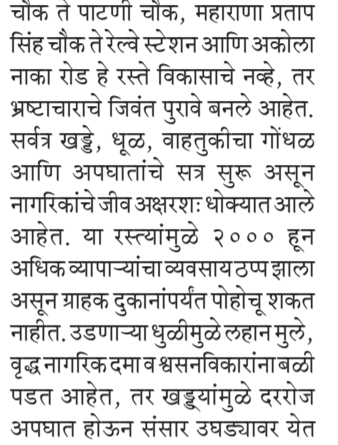 चौक ते पाटणी चौक, महाराणा प्रताप
सिंह चौक ते रेल्वे स्टेशन आणि अकोला
नाका रोड हे रस्ते विकासाचे नव्हे, तर
भ्रष्टाचाराचे जिवंत पुरावे बनले आहेत.
सर्वत्र खड्डे, धूळ, वाहतुकीचा गोंधळ
आणि अपघातांचे सत्र सुरू असून
नागरिकांचे जीव अक्षरशः धोक्यात आले
आहेत. या रस्त्यांमुळे २००० हून
अधिक व्यापाऱ्यांचा व्यवसाय ठप्प झाला
असून ग्राहक दुकानांपर्यंत पोहोचू शकत
नाहीत. उडणाऱ्या धुळीमुळे लहान मुले,
वृद्ध नागरिक दमा व श्वसनविकारांना बळी
पडत आहेत, तर खड्ड्यांमुळे दररोज
अपघात होऊन संसार उघड्यावर येत